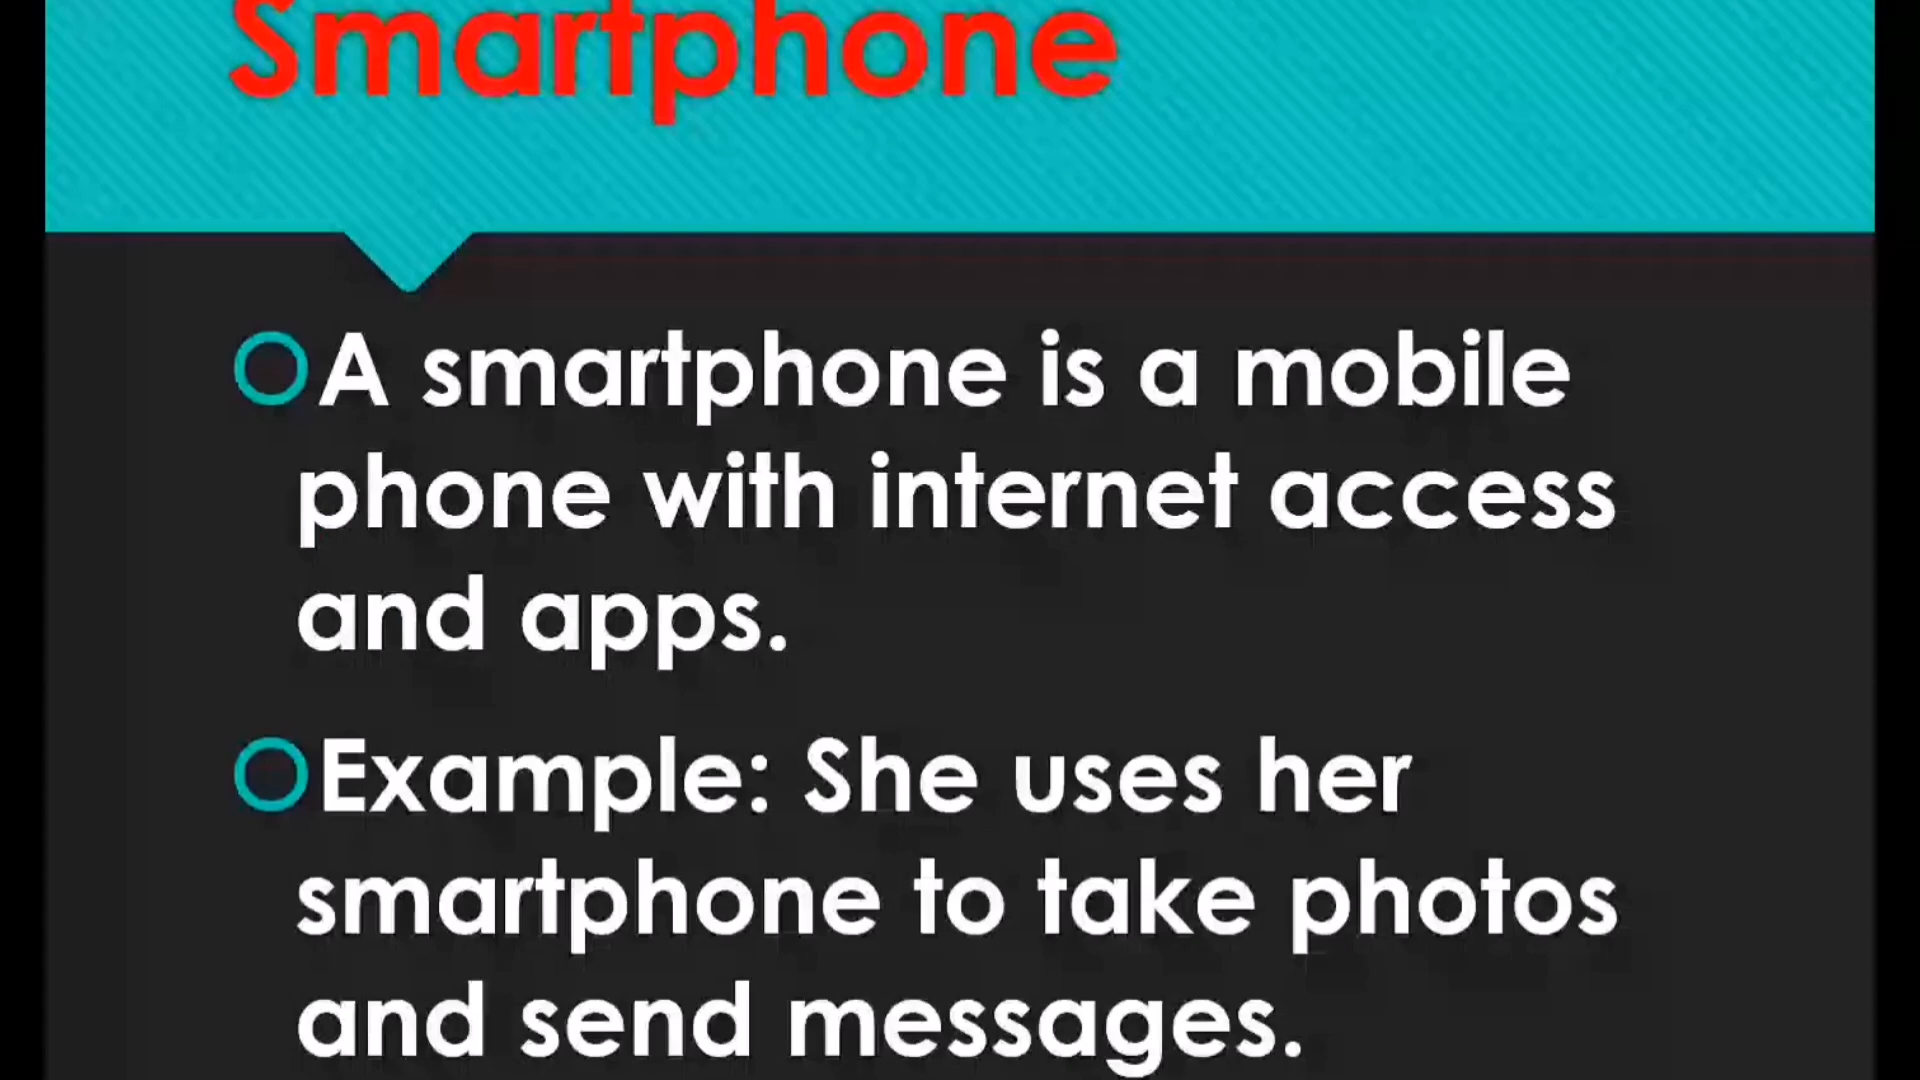 Smartphone
A smartphone is a mobile
phone with internet access
and apps.
Example: She uses her
smartphone to take photos
and send messages.